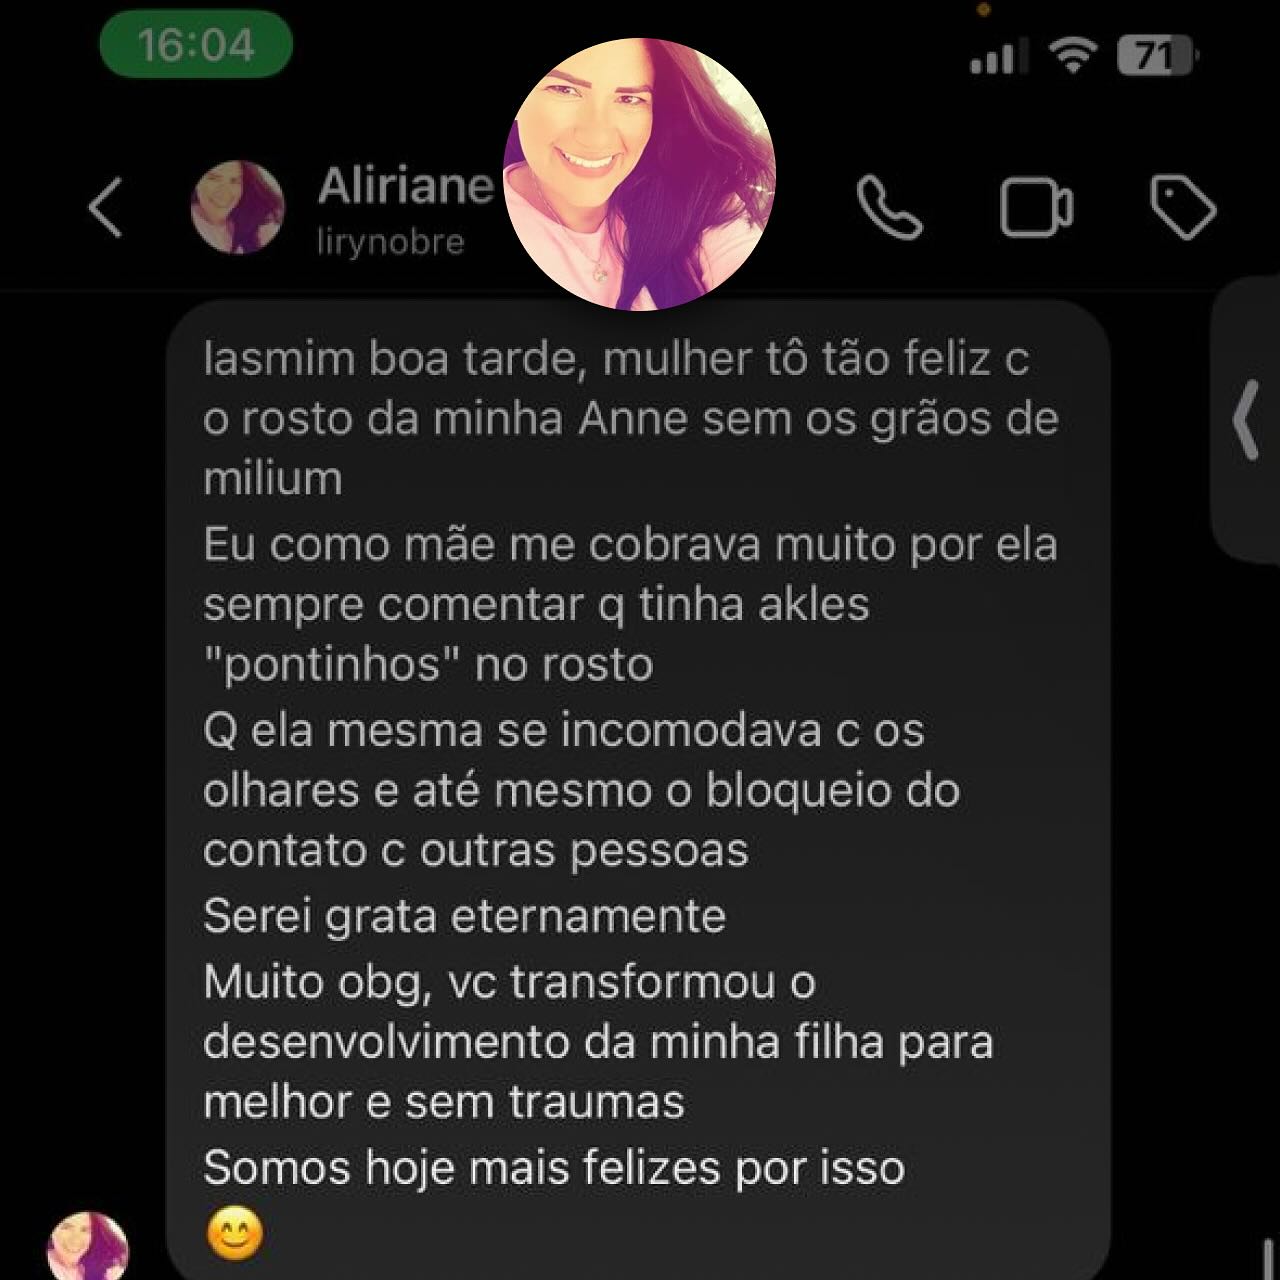 16:04
71
Aliriane
lirynobre
Iasmim boa tarde, mulher tô tão feliz c
o rosto da minha Anne sem os grãos de
milium
Eu como mãe me cobrava muito por ela
sempre comentar q tinha akles
"pontinhos" no rosto
Q ela mesma se incomodava c os
olhares e até mesmo o bloqueio do
contato c outras pessoas
Serei grata eternamente
Muito obg, vc transformou o
desenvolvimento da minha filha para
melhor e sem traumas
Somos hoje mais felizes por isso
😊